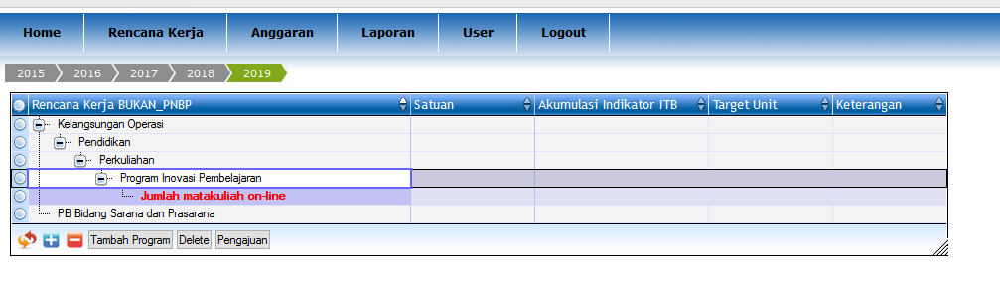 Home Rencana Kerja Anggaran Laporan User Logout
2015 2016 2017 2018 2019
Rencana Kerja BUKAN_PNBP Satuan Akumulasi Indikator ITB Target Unit Keterangan
Kelangsungan Operasi
Pendidikan
Perkuliahan
Program Inovasi Pembelajaran
Jumlah matakuliah on-line
PB Bidang Sarana dan Prasarana
Tambah Program Delete Pengajuan